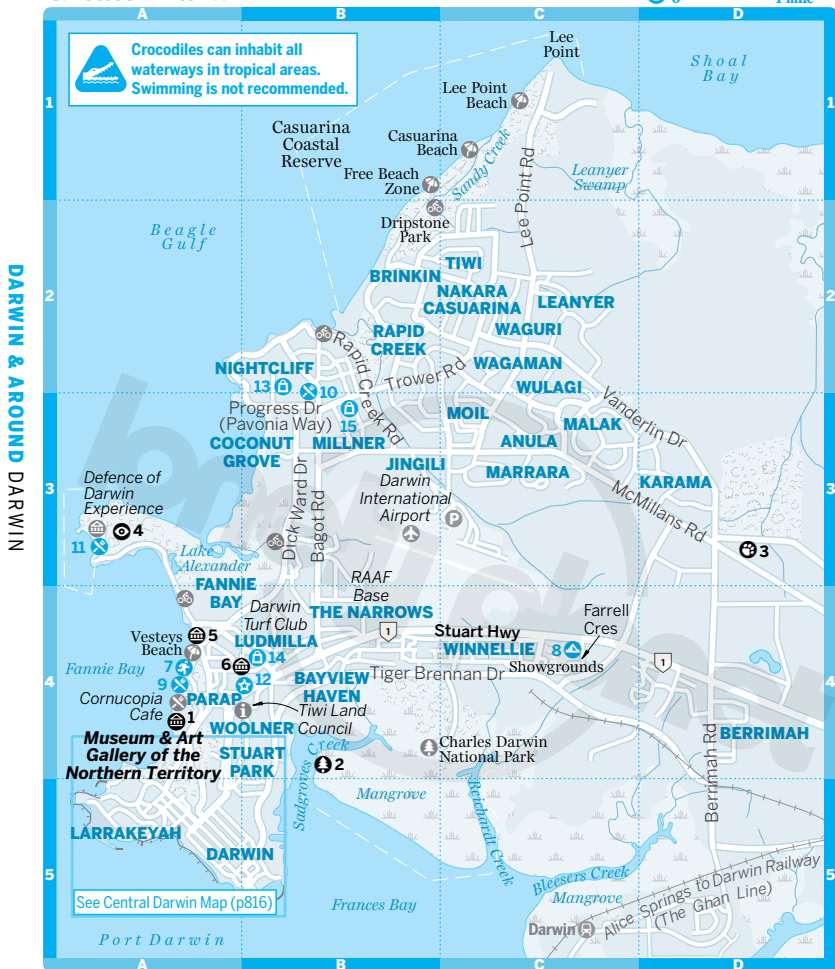 0
1 mile
A
B
C
D
Crocodiles can inhabit all
waterways in tropical areas.
Swimming is not recommended.
Lee
Point
Shoal
Bay
Lee Point
Beach
1
1
Casuarina
Coastal
Reserve
Casuarina
Beach
Sandy Creek
Lee Point Rd
Leanyer
Swamp
Free Beach
Zone
Dripstone
Park
Beagle
Gulf
DARWIN & AROUND DARWIN
2
2
TIWI
BRINKIN
NAKARA
CASUARINA
LEANYER
WAGURI
RAPID
CREEK
Rapid Creek Rd
NIGHTCLIFF
Trower Rd
WAGAMAN
13
10
WULAGI
Vanderlin Dr
Progress Dr
(Pavonia Way)
15
MOIL
MALAK
COCONUT
GROVE
MILLNER
ANULA
JINGILI
MARRARA
KARAMA
3
3
Defence of
Darwin
Experience
Dick Ward Dr
Bagot Rd
Darwin
International
Airport
P
McMillans Rd
4
11
3
Lake
Alexander
FANNIE
BAY
RAAF
Base
Darwin
Turf Club
THE NARROWS
Farrell
Cres
Vesteys
Beach
5
LUDMILLA
1
Stuart Hwy
WINNELLIE
8
Showgrounds
1
Fannie Bay
7
6
14
Tiger Brennan Dr
4
4
9
12
BAYVIEW
HAVEN
Cornucopia
Cafe
PARAP
Tiwi Land
Council
1
WOOLNER
Museum & Art
Gallery of the
Northern Territory
STUART
PARK
Sadgroves Creek
2
Charles Darwin
National Park
BERRIMAH
Berrimah Rd
Mangrove
Reichardt Creek
LARRAKEYAH
DARWIN
5
5
Bleesers Creek
Mangrove
See Central Darwin Map (p816)
Frances Bay
Alice Springs to Darwin Railway
(The Ghan Line)
Darwin
Port Darwin
A
B
C
D